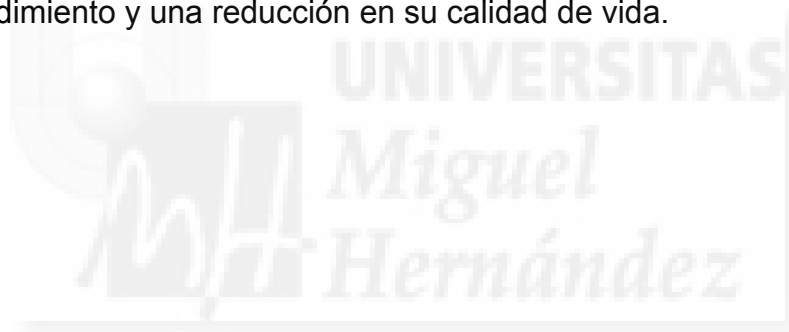 dimiento y una reducción en su calidad de vida.
UNIVERSITAS
Miguel
Hernández